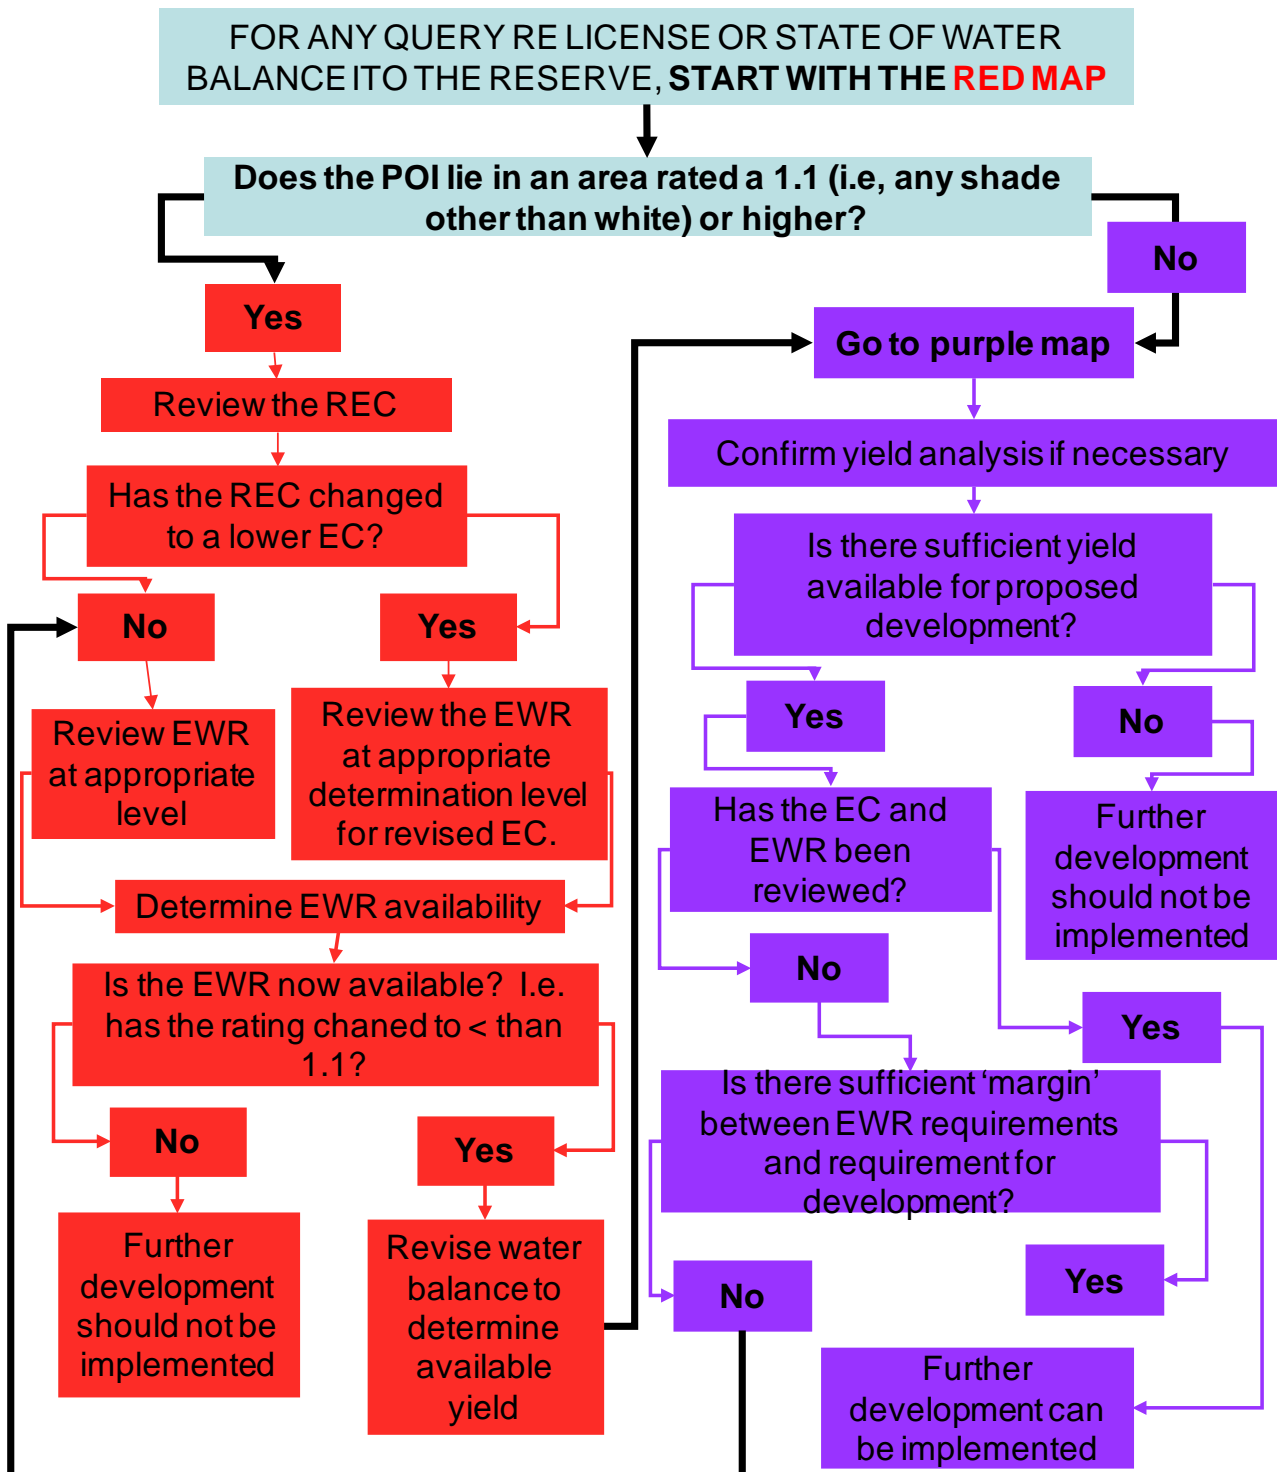 FOR ANY QUERY RE LICENSE OR STATE OF WATER
BALANCE ITO THE RESERVE, START WITH THE RED MAP
Does the POI lie in an area rated a 1.1 (i.e, any shade
other than white) or higher?
No
Yes
Go to purple map
Review the REC
Confirm yield analysis if necessary
Has the REC changed
to a lower EC?
Is there sufficient yield
available for proposed
development?
No
Yes
Yes
No
Review EWR
at appropriate
level
Review the EWR
at appropriate
determination level
for revised EC.
Has the EC and
EWR been
reviewed?
Further
development
should not be
implemented
Determine EWR availability
No
Yes
Is the EWR now available? I.e.
has the rating chaned to < than
1.1?
Is there sufficient 'margin'
between EWR requirements
and requirement for
development?
No
Yes
Further
development
should not be
implemented
Revise water
balance to
determine
available
yield
No
Yes
Further
development can
be implemented